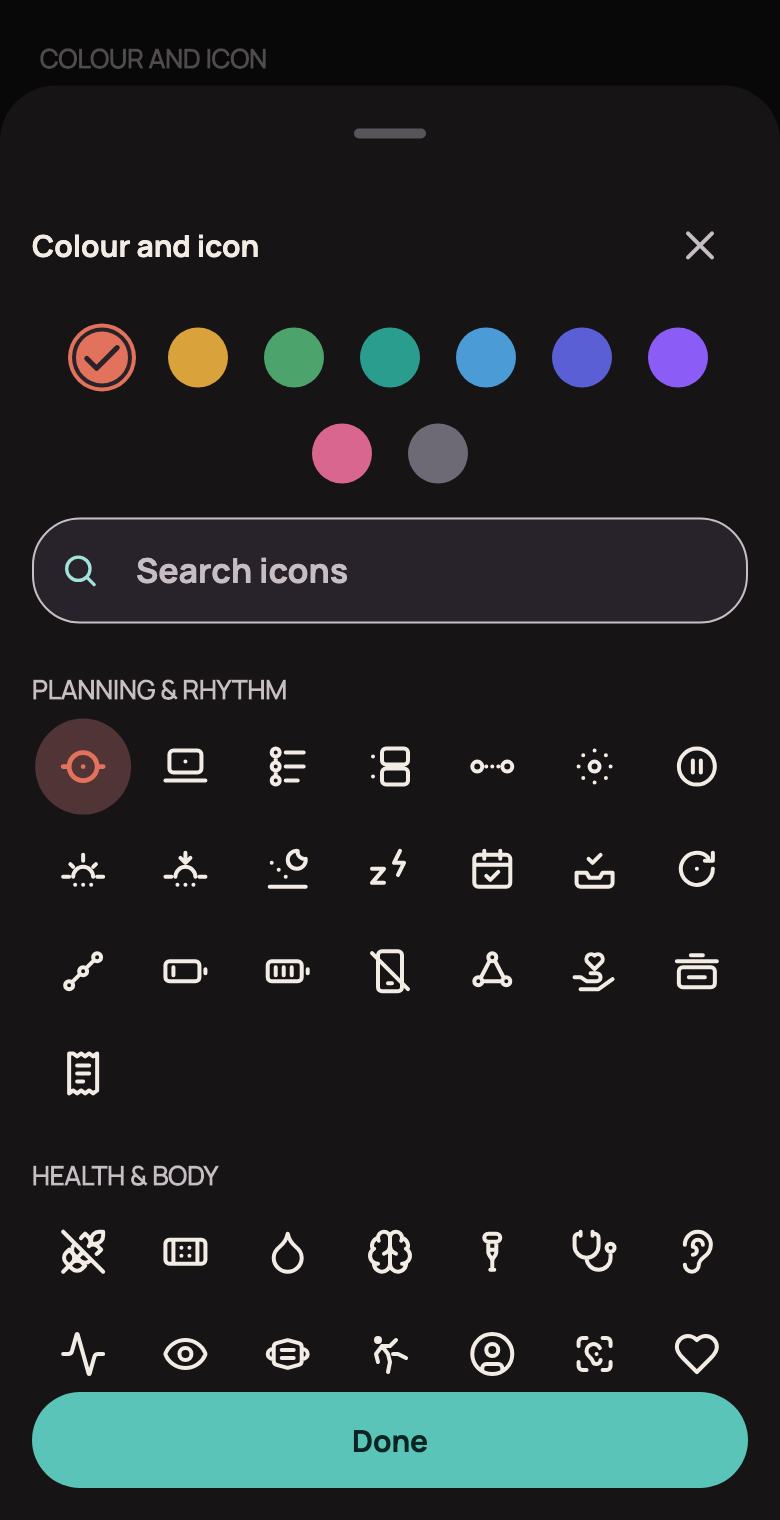 COLOUR AND ICON
Colour and icon
Search icons
PLANNING & RHYTHM
HEALTH & BODY
Done